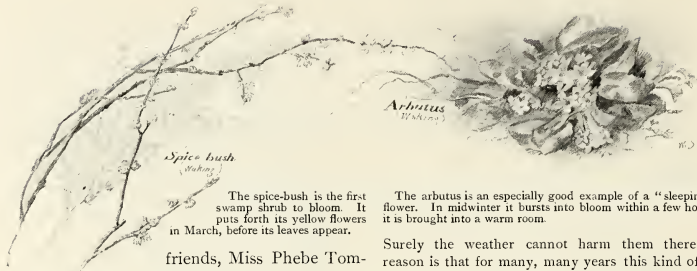 Arbutus
(Waking)
Spice bush
(Waking)
The spice-bush is the first
swamp shrub to bloom. It
puts forth its yellow flowers
in March, before its leaves appear.
friends, Miss Phebe Tom-
The arbutus is an especially good example of a "sleepin
flower. In midwinter it bursts into bloom within a few ho
it is brought into a warm room.
Surely the weather cannot harm them there
reason is that for many, many years this kind of